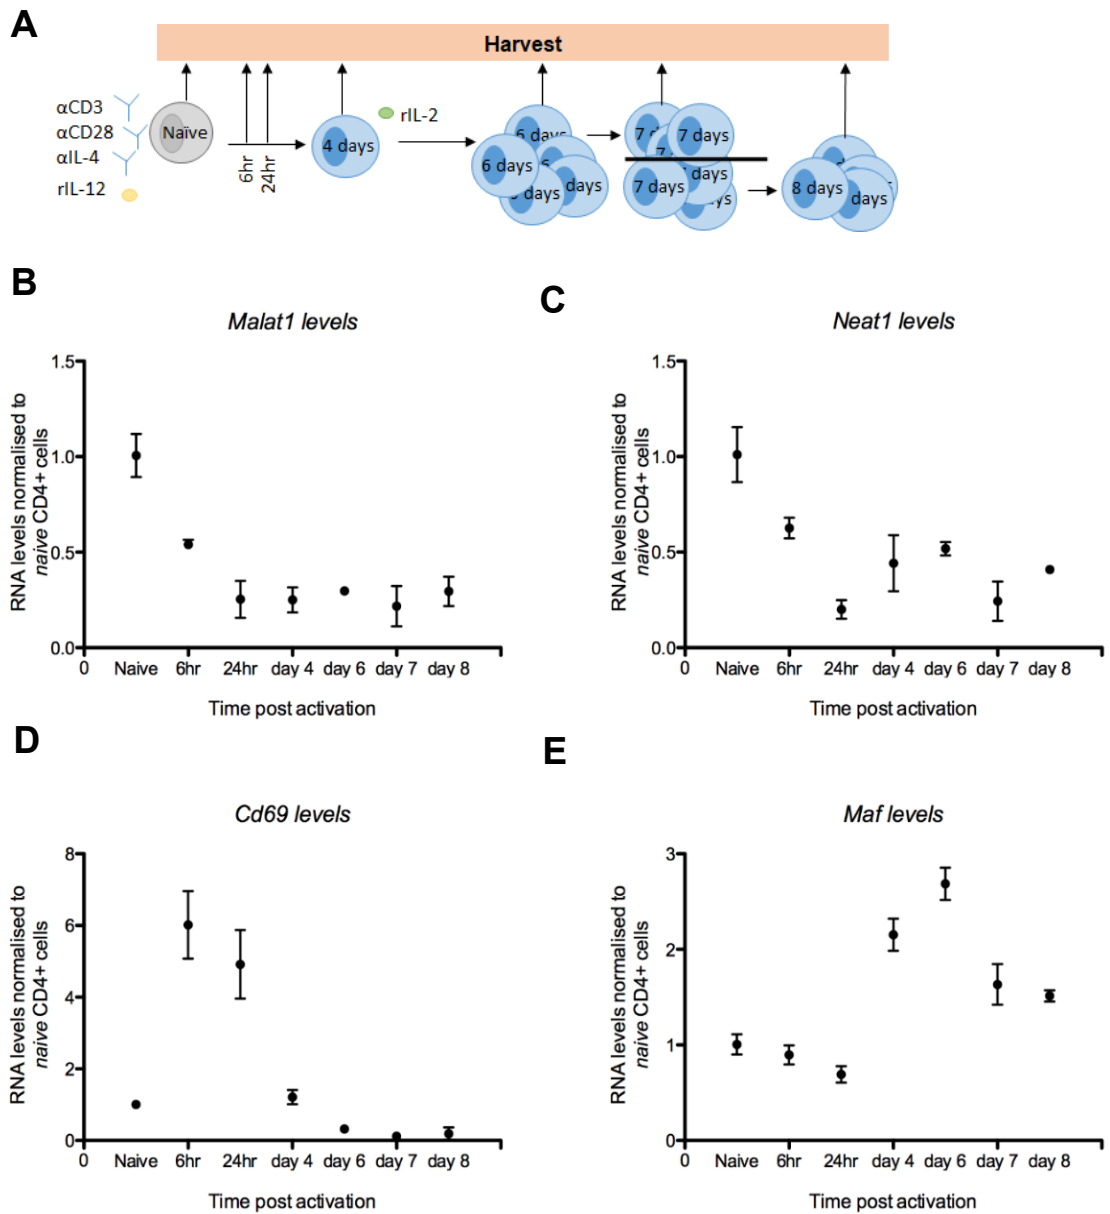 A
Harvest
αCD3
αCD28
αIL-4
rIL-12
Naïve
6hr
24hr
4 days
rIL-2
6 days
6 days
6
days
days
7 d
7 days
7
days
7 days
ys
8 days
days
B
Malat1 levels
RNA levels normalised to
naive CD4+ cells
1.5
1.0
0.5
0.0
0 Naive 6hr 24hr day 4 day 6 day 7 day 8
Time post activation
C
Neat1 levels
RNA levels normalised to
naive CD4+ cells
1.5
1.0
0.5
0.0
0 Naive 6hr 24hr day 4 day 6 day 7 day 8
Time post activation
D
Cd69 levels
RNA levels normalised to
naive CD4+ cells
8
6
4
2
0
0 Naive 6hr 24hr day 4 day 6 day 7 day 8
Time post activation
E
Maf levels
RNA levels normalised to
naive CD4+ cells
3
2
1
0
0 Naive 6hr 24hr day 4 day 6 day 7 day 8
Time post activation